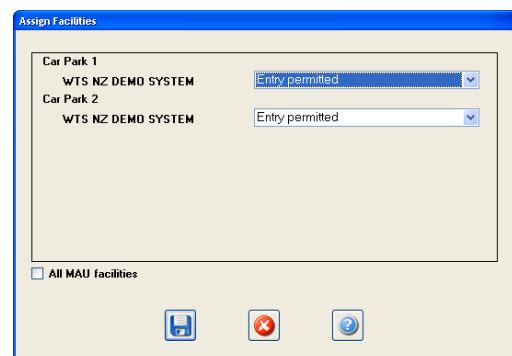 Assign Facilities
Car Park 1
WTS NZ DEMO SYSTEM Entry permitted
Car Park 2
WTS NZ DEMO SYSTEM Entry permitted
All MAU facilities
?